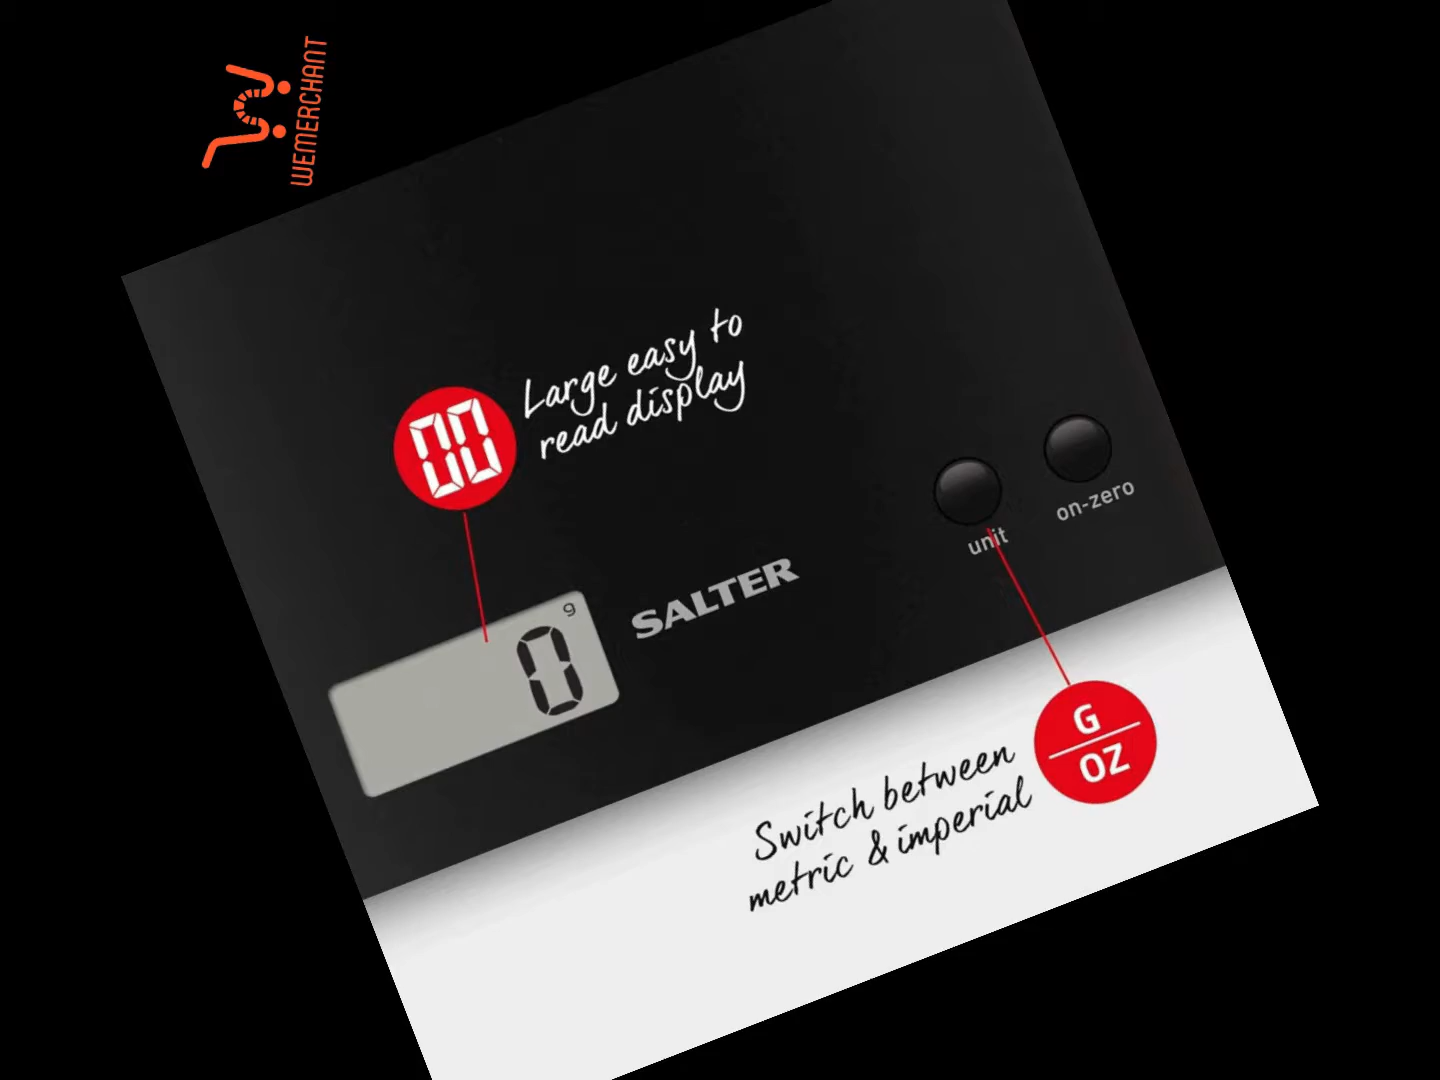 WEMERCHANT
Large easy to
read display
00
unit
on-zero
g
0
SALTER
G
OZ
Switch between
metric & imperial